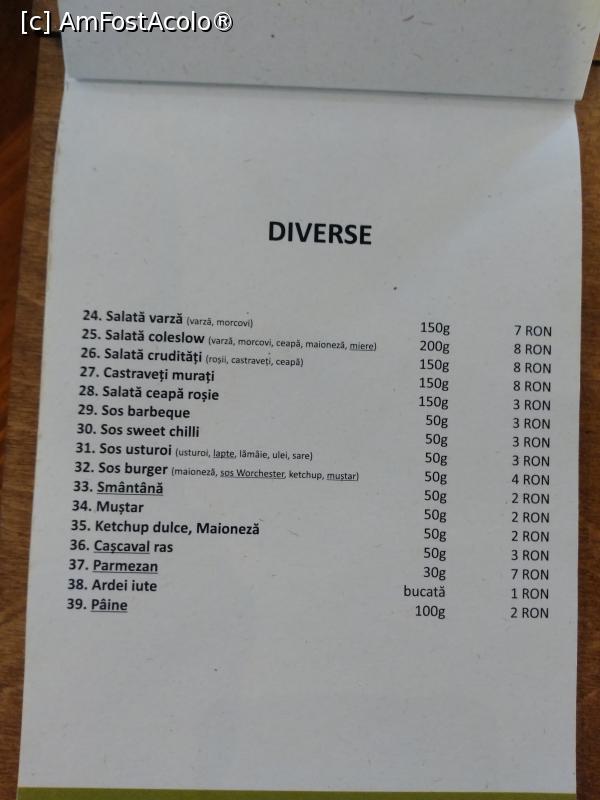 [c] AmFostAcolo®
DIVERSE
24. Salată varză (varză, morcovi) 150g 7 RON
25. Salată coleslow (varză, morcovi, ceapă, maioneză, miere) 200g 8 RON
26. Salată crudități (roșii, castraveți, ceapă) 150g 8 RON
27. Castraveți murați 150g 8 RON
28. Salată ceapă roșie 150g 3 RON
29. Sos barbeque 50g 3 RON
30. Sos sweet chilli 50g 3 RON
31. Sos usturoi (usturoi, lapte, lămâie, ulei, sare) 50g 3 RON
32. Sos burger (maioneză, sos Worchester, ketchup, muștar) 50g 4 RON
33. Smântână 50g 2 RON
34. Muștar 50g 2 RON
35. Ketchup dulce, Maioneză 50g 2 RON
36. Cașcaval ras 50g 3 RON
37. Parmezan 30g 7 RON
38. Ardei iute bucată 1 RON
39. Pâine 100g 2 RON